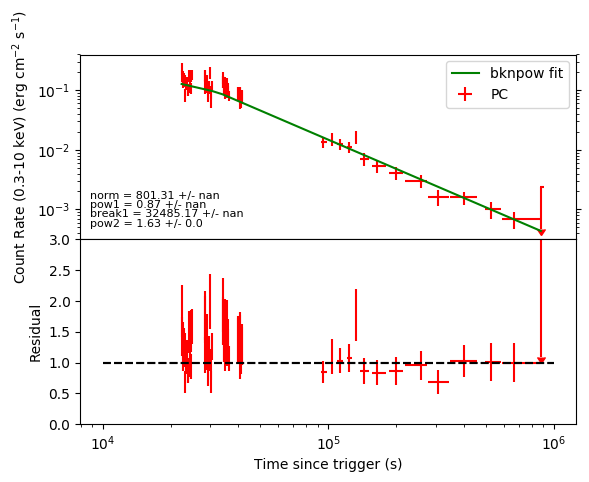 Count Rate (0.3-10 keV) (erg cm⁻² s⁻¹)
10⁻¹
10⁻²
10⁻³
bknpow fit
PC
norm = 801.31 +/- nan
pow1 = 0.87 +/- nan
break1 = 32485.17 +/- nan
pow2 = 1.63 +/- 0.0
Residual
3.0
2.5
2.0
1.5
1.0
0.5
0.0
10⁴
10⁵
10⁶
Time since trigger (s)